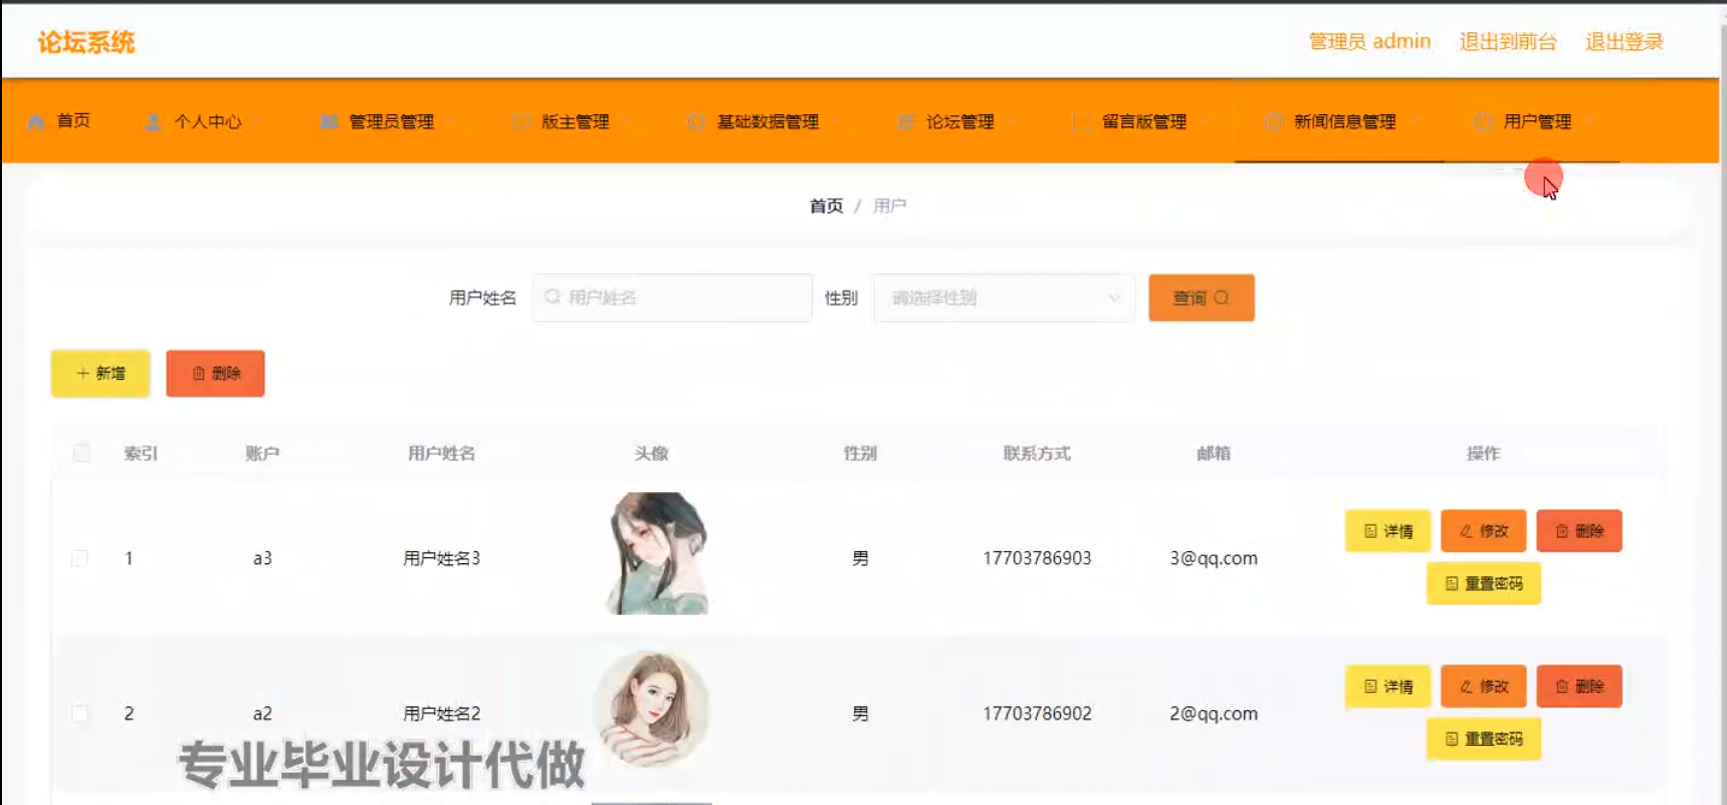 论坛系统
管理员 admin 退出到前台 退出登录
首页 个人中心 管理员管理 版主管理 基础数据管理 论坛管理 留言版管理 新闻信息管理 用户管理
首页 / 用户
用户姓名 用户姓名 性别 请选择性别 查询
+ 新增 删除
索引 账户 用户姓名 头像 性别 联系方式 邮箱 操作
1 a3 用户姓名3 男 17703786903 3@qq.com 详情 修改 删除
重置密码
2 a2 用户姓名2 男 17703786902 2@qq.com 详情 修改 删除
重置密码
专业毕业设计代做